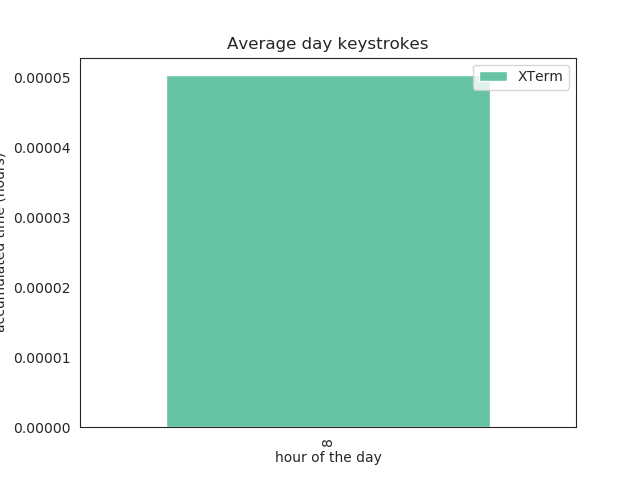 Average day keystrokes
XTerm
0.00005
0.00004
0.00003
0.00002
0.00001
0.00000
accumulated time (hours)
8
hour of the day